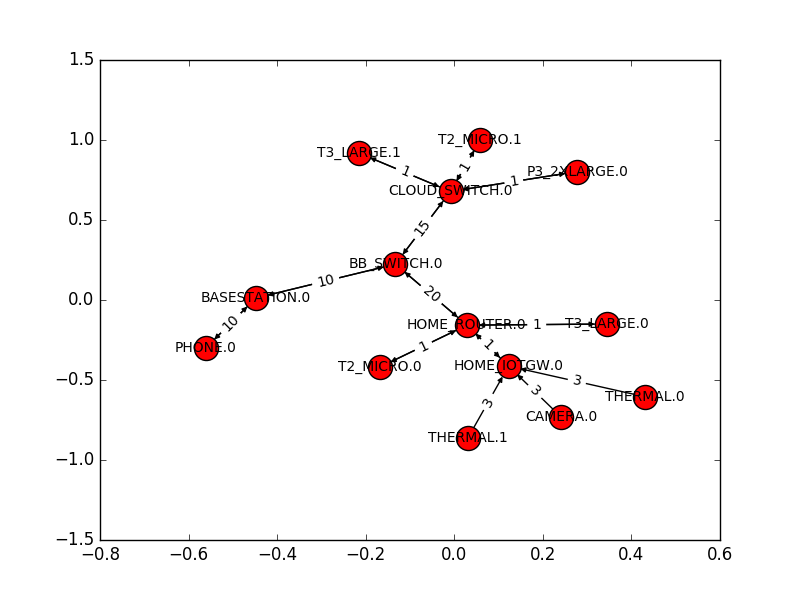 1.5
1.0
0.5
0.0
−0.5
−1.0
−1.5
−0.8
−0.6
−0.4
−0.2
0.0
0.2
0.4
0.6
T2_MICRO.1
T3_LARGE.1
P3_2XLARGE.0
CLOUD_SWITCH.0
1
1
1
15
BB_SWITCH.0
10
20
BASESTATION.0
10
HOME_ROUTER.0
1
T3_LARGE.0
PHONE.0
1
1
T2_MICRO.0
HOME_IOTGW.0
3
3
3
THERMAL.0
CAMERA.0
THERMAL.1